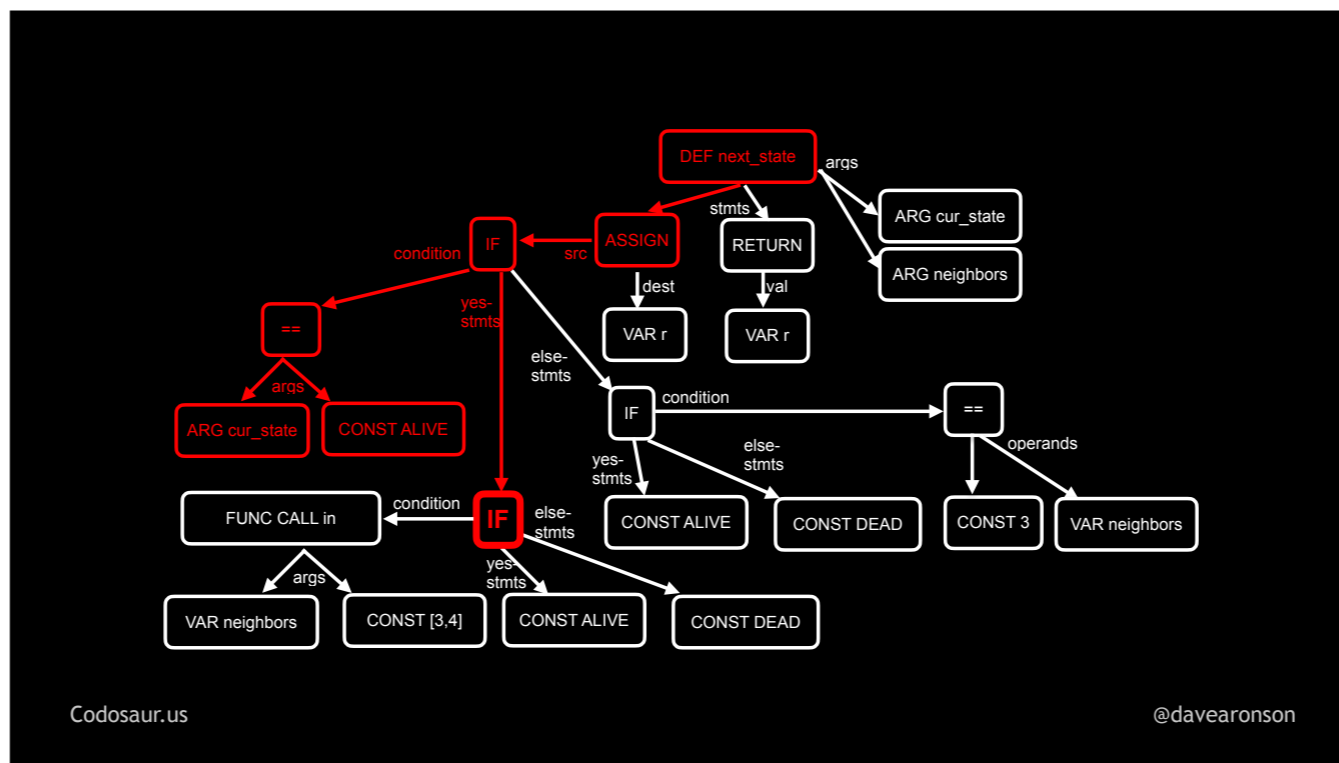 DEF next_state
args
ARG cur_state
stmts
ASSIGN
RETURN
IF
src
condition
ARG neighbors
dest
val
yes-
stmts
==
VAR r
VAR r
else-
stmts
args
IF
condition
==
ARG cur_state
CONST ALIVE
operands
yes-
stmts
else-
stmts
FUNC CALL in
condition
IF
else-
stmts
CONST ALIVE
CONST DEAD
CONST 3
VAR neighbors
args
yes-
stmts
VAR neighbors
CONST [3,4]
CONST ALIVE
CONST DEAD
Codosaur.us
@davearonson